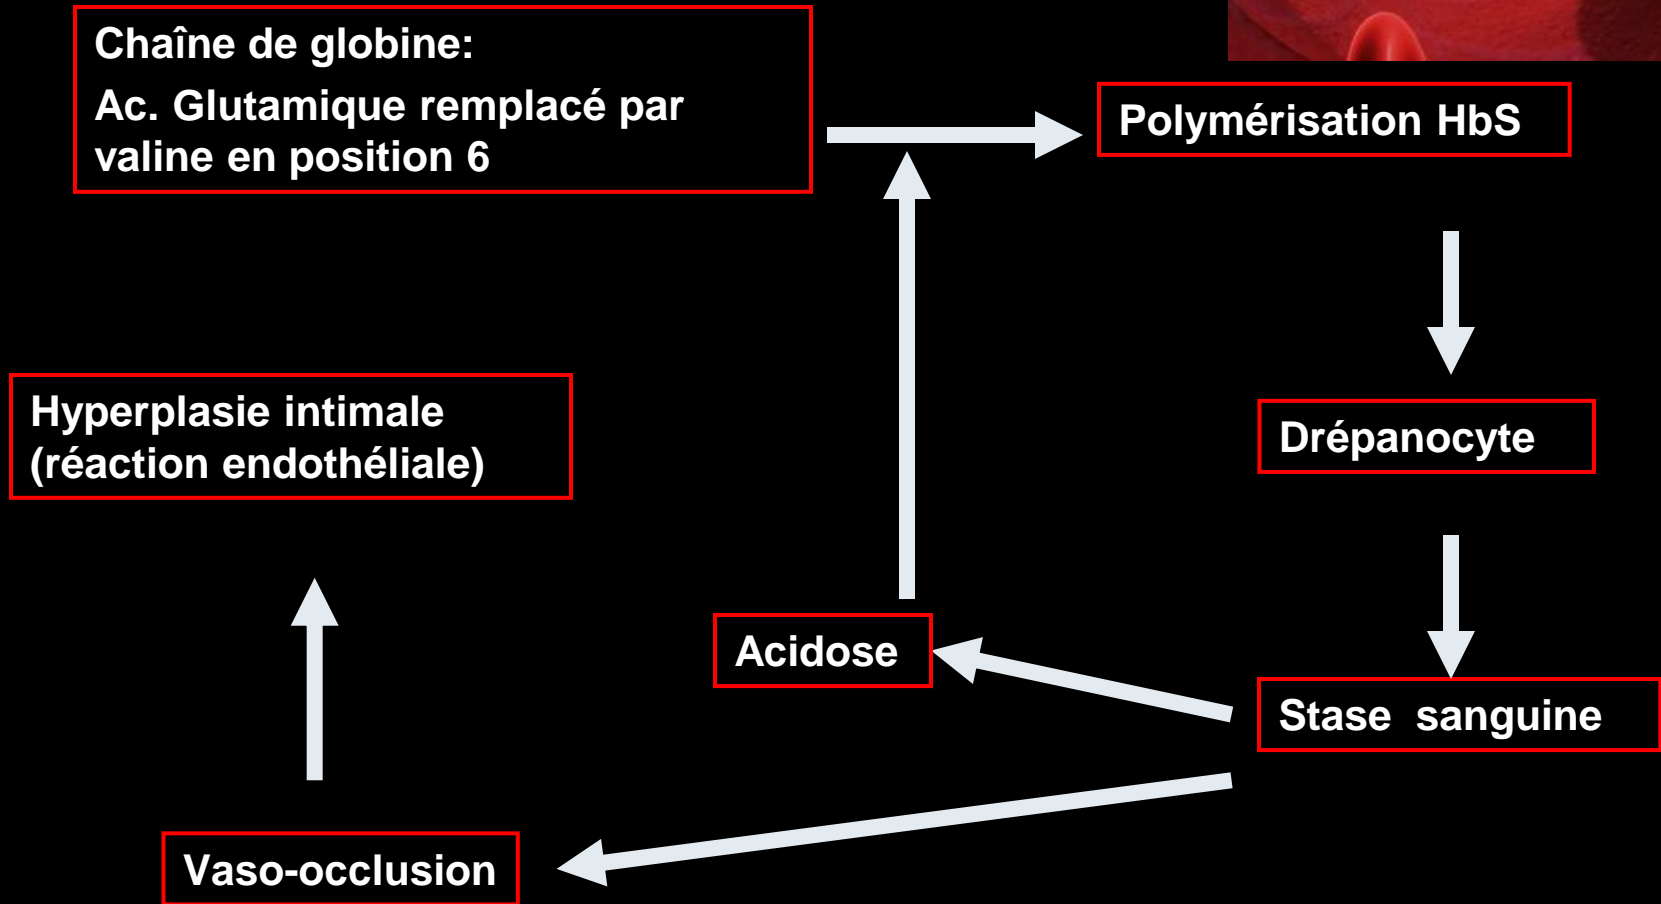 Chaîne de globine:
Ac. Glutamique remplacé par
valine en position 6
Polymérisation HbS
Hyperplasie intimale
(réaction endothéliale)
Drépanocyte
Acidose
Stase sanguine
Vaso-occlusion